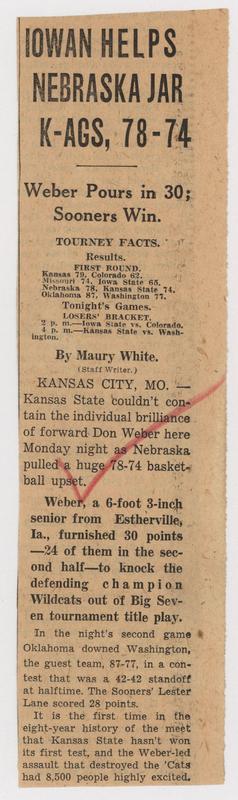 IOWAN HELPS
NEBRASKA JAR
K-AGS, 78-74
Weber Pours in 30;
Sooners Win.
TOURNEY FACTS.
Results.
FIRST ROUND.
Kansas 79, Colorado 62.
Missouri 74, Iowa State 65.
Nebraska 78, Kansas State 74.
Oklahoma 87, Washington 77.
Tonight's Games.
LOSERS' BRACKET.
2 p. m.—Iowa State vs. Colorado.
4 p. m.—Kansas State vs. Wash-
ington.
By Maury White.
(Staff Writer.)
KANSAS CITY, MO. —
Kansas State couldn't con-
tain the individual brilliance
of forward Don Weber here
Monday night as Nebraska
pulled a huge 78-74 basket-
ball upset.
Weber, a 6-foot 3-inch
senior from Estherville,
Ia., furnished 30 points
—24 of them in the sec-
ond half—to knock the
defending champion
Wildcats out of Big Sev-
en tournament title play.
In the night's second game
Oklahoma downed Washington,
the guest team, 87-77, in a con-
test that was a 42-42 standoff
at halftime. The Sooners' Lester
Lane scored 28 points.
It is the first time in the
eight-year history of the meet
that Kansas State hasn't won
its first test, and the Weber-led
assault that destroyed the 'Cats
had 8,500 people highly excited.